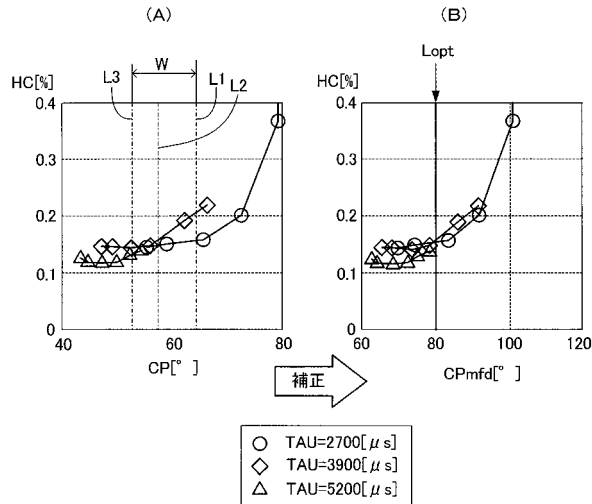 (A)
(B)
W
L3
L1
L2
Lopt
HC[%]
0.4
0.3
0.2
0.1
0
40
60
80
CP[°]
HC[%]
0.4
0.3
0.2
0.1
0
60
80
100
120
CPmfd[°]
補正
TAU=2700[μs]
TAU=3900[μs]
TAU=5200[μs]